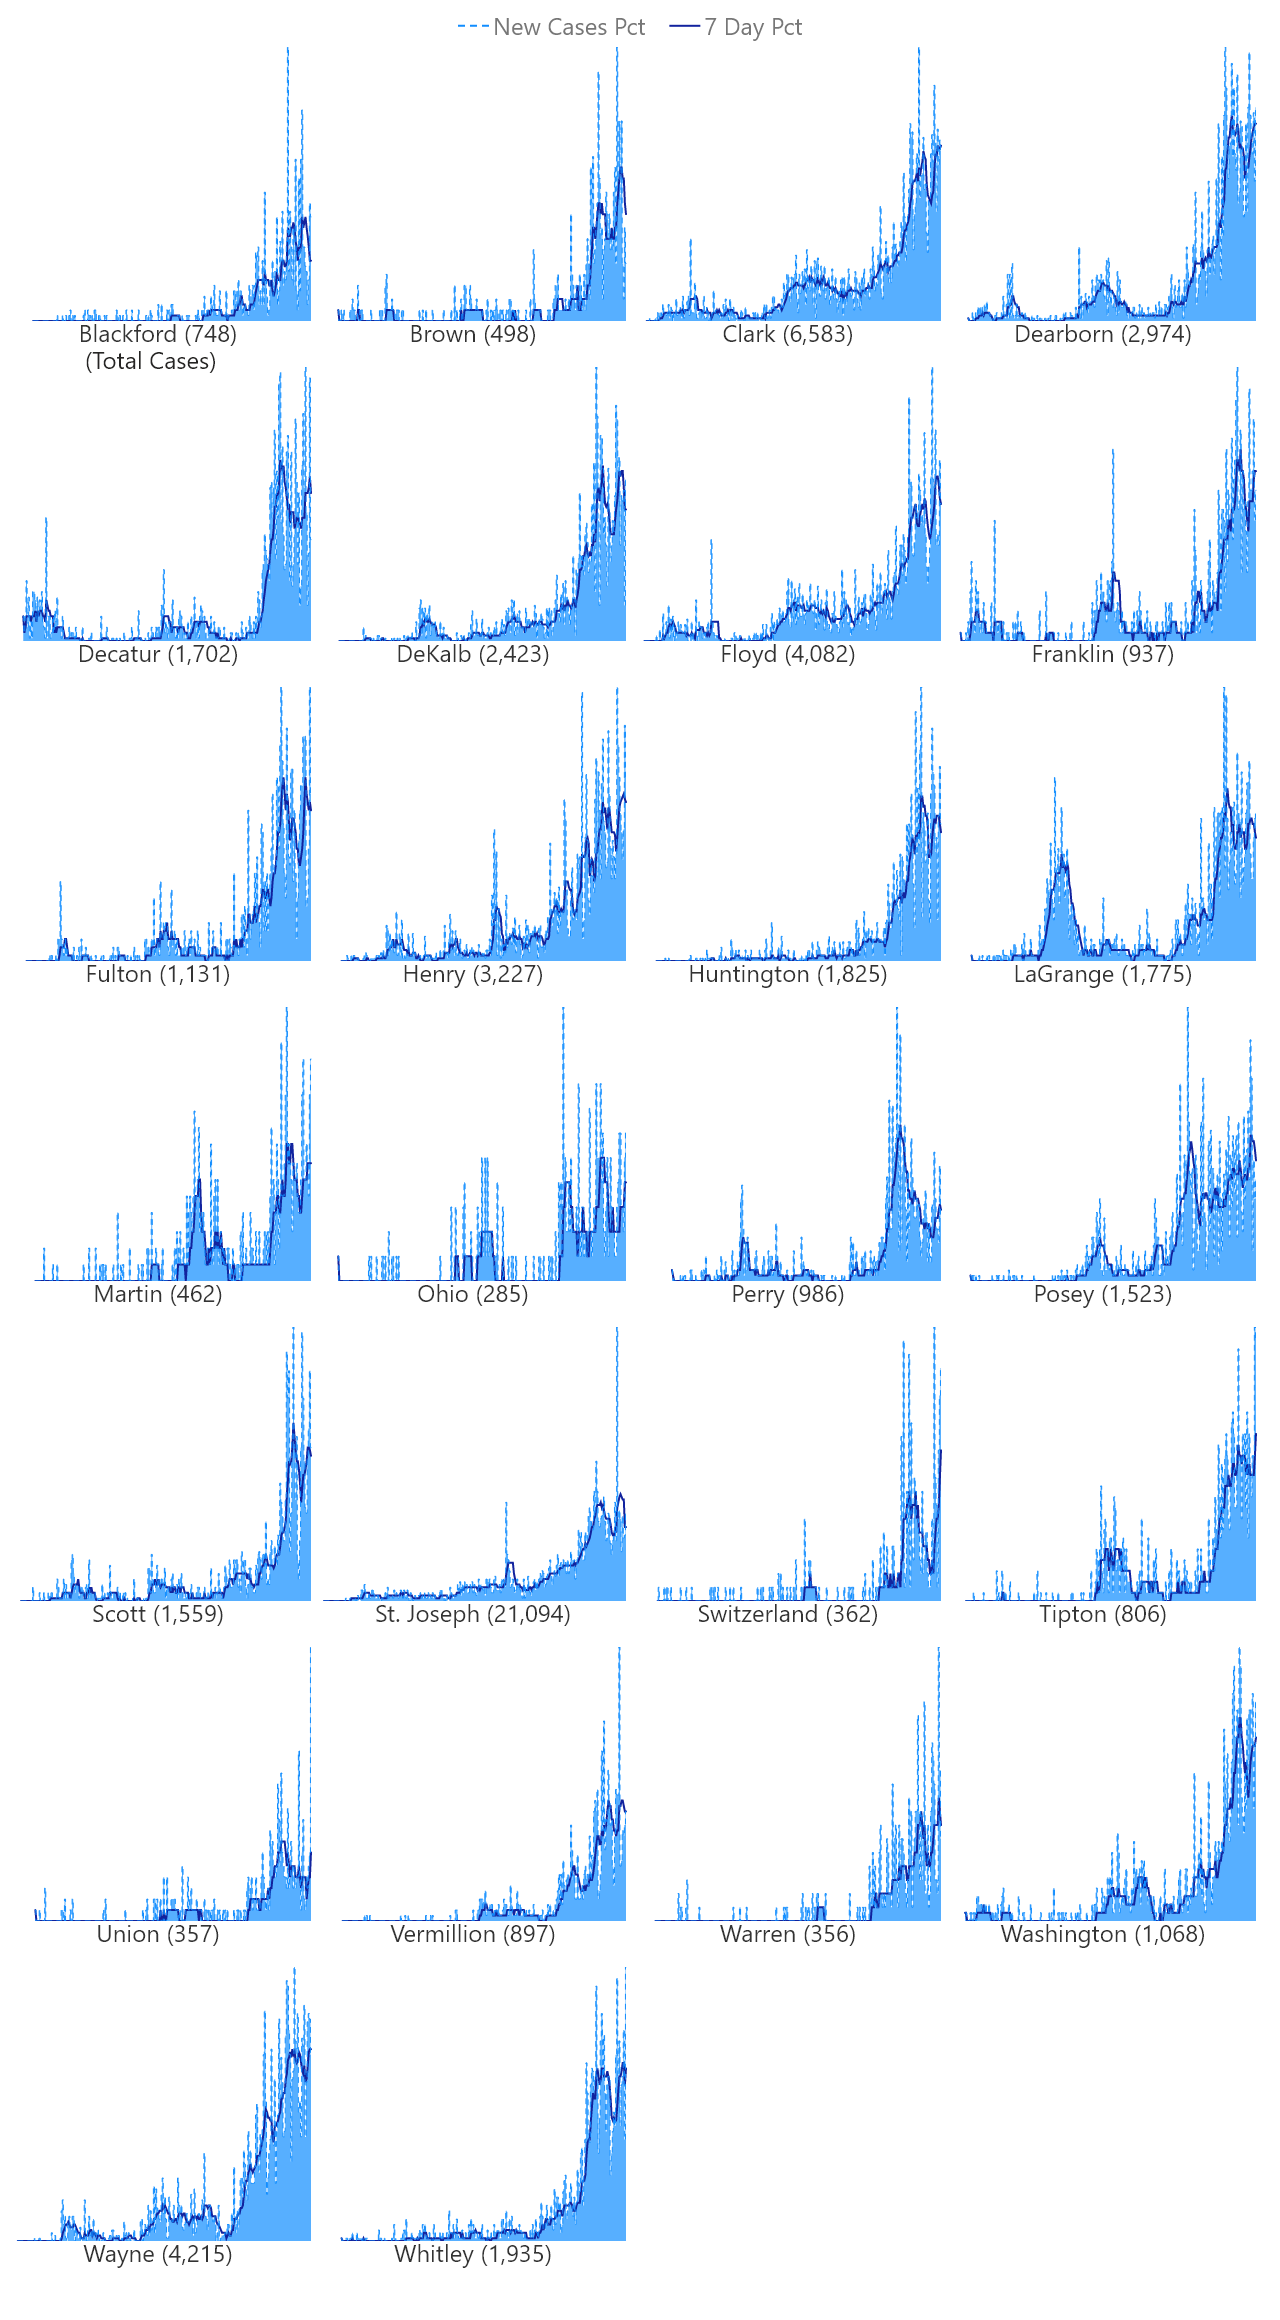 New Cases Pct 7 Day Pct
Blackford (748) Brown (498) Clark (6,583) Dearborn (2,974)
(Total Cases)
Decatur (1,702) DeKalb (2,423) Floyd (4,082) Franklin (937)
Fulton (1,131) Henry (3,227) Huntington (1,825) LaGrange (1,775)
Martin (462) Ohio (285) Perry (986) Posey (1,523)
Scott (1,559) St. Joseph (21,094) Switzerland (362) Tipton (806)
Union (357) Vermillion (897) Warren (356) Washington (1,068)
Wayne (4,215) Whitley (1,935)